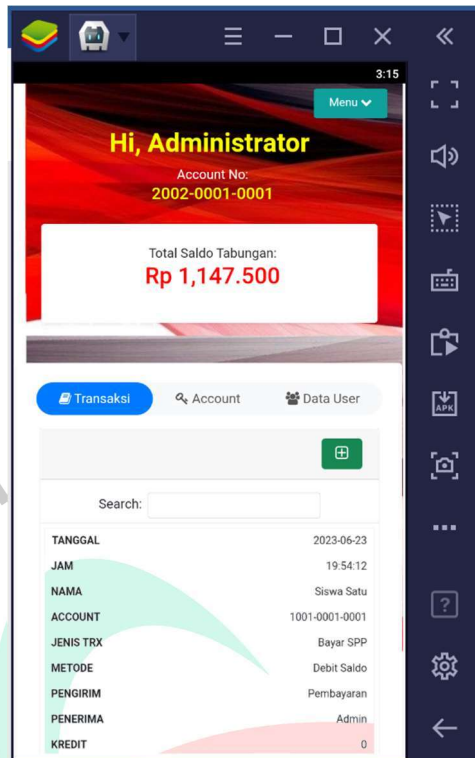 3:15
Menu
Hi, Administrator
Account No:
2002-0001-0001
Total Saldo Tabungan:
Rp 1,147.500
Transaksi Account Data User
Search:
TANGGAL 2023-06-23
JAM 19:54:12
NAMA Siswa Satu
ACCOUNT 1001-0001-0001
JENIS TRX Bayar SPP
METODE Debit Saldo
PENGIRIM Pembayaran
PENERIMA Admin
KREDIT 0
APK